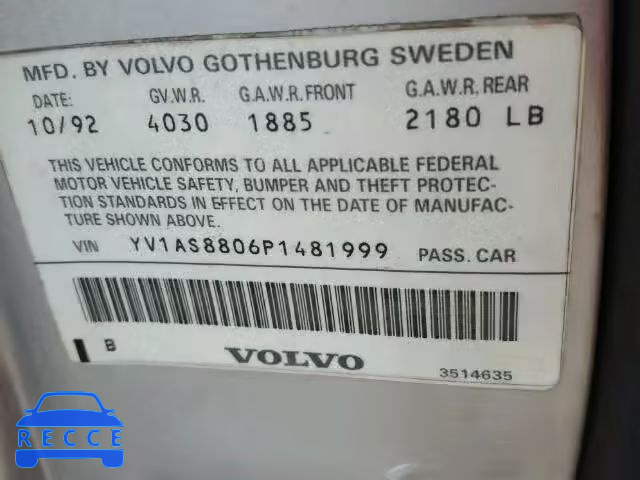 MFD. BY VOLVO GOTHENBURG SWEDEN
DATE: G.V.W.R. G.A.W.R. FRONT G.A.W.R. REAR
10/92 4030 1885 2180 LB
THIS VEHICLE CONFORMS TO ALL APPLICABLE FEDERAL
MOTOR VEHICLE SAFETY, BUMPER AND THEFT PROTEC-
TION STANDARDS IN EFFECT ON THE DATE OF MANUFAC-
TURE SHOWN ABOVE.
VIN YV1AS8806P1481999 PASS. CAR
B VOLVO 3514635
RECCE